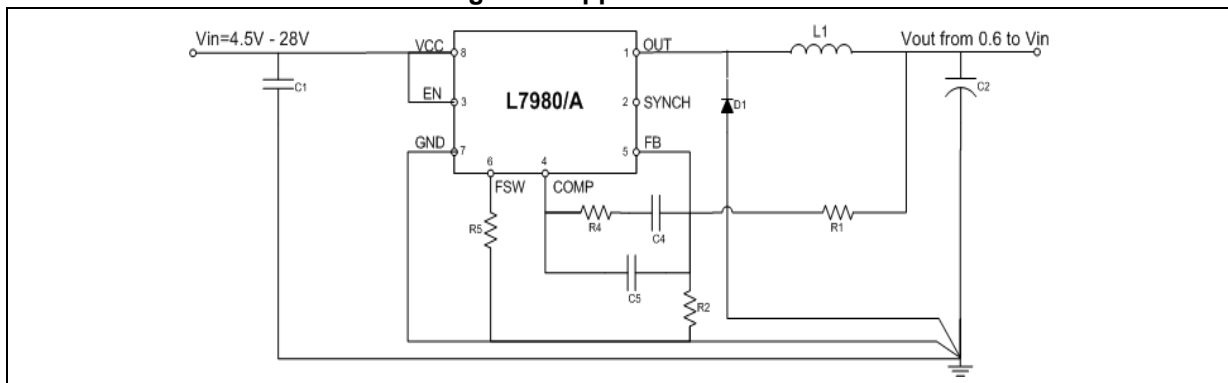 Vin=4.5V - 28V
VCC
8
EN
3
GND
7
L7980/A
1
OUT
2
SYNCH
FB
5
6
FSW
4
COMP
L1
Vout from 0.6 to Vin
C1
C2
D1
R5
R4
C4
R1
C5
R2